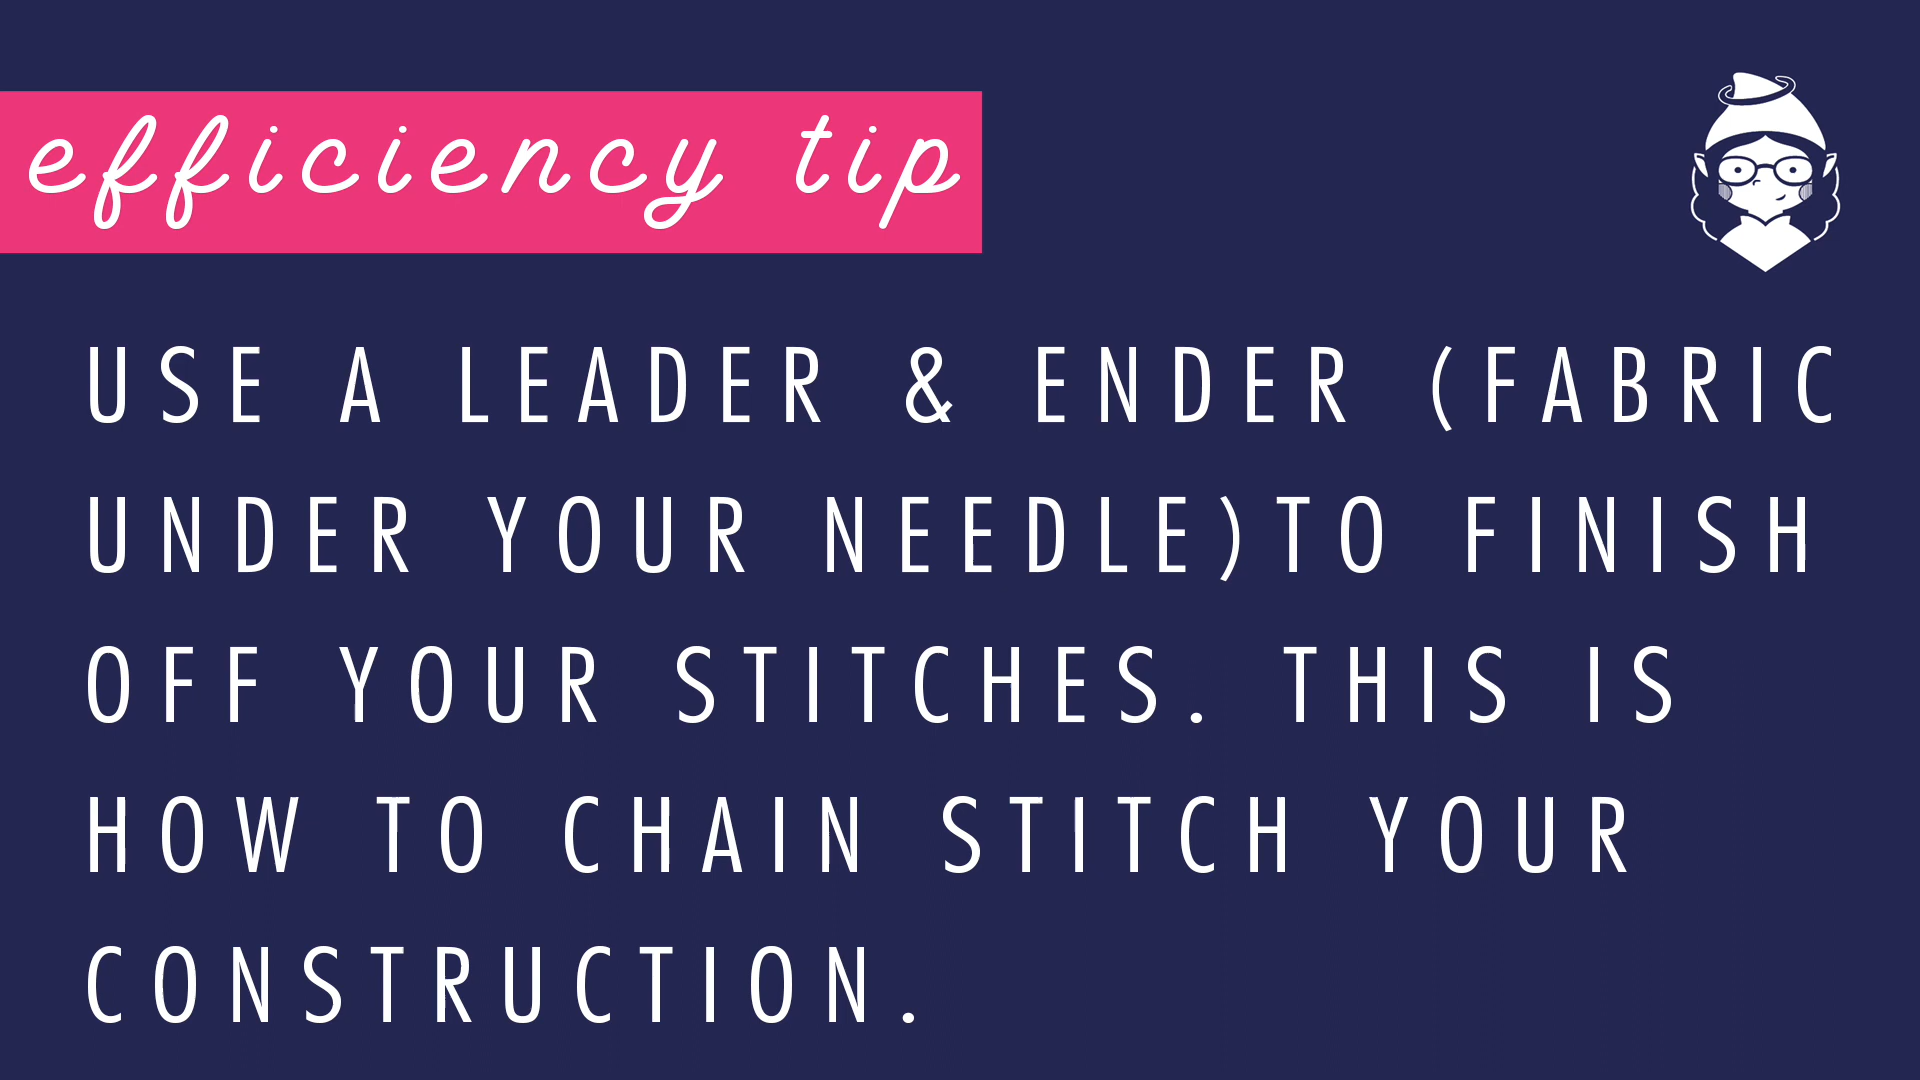 efficiency tip
USE A LEADER & ENDER (FABRIC
UNDER YOUR NEEDLE)TO FINISH
OFF YOUR STITCHES. THIS IS
HOW TO CHAIN STITCH YOUR
CONSTRUCTION.